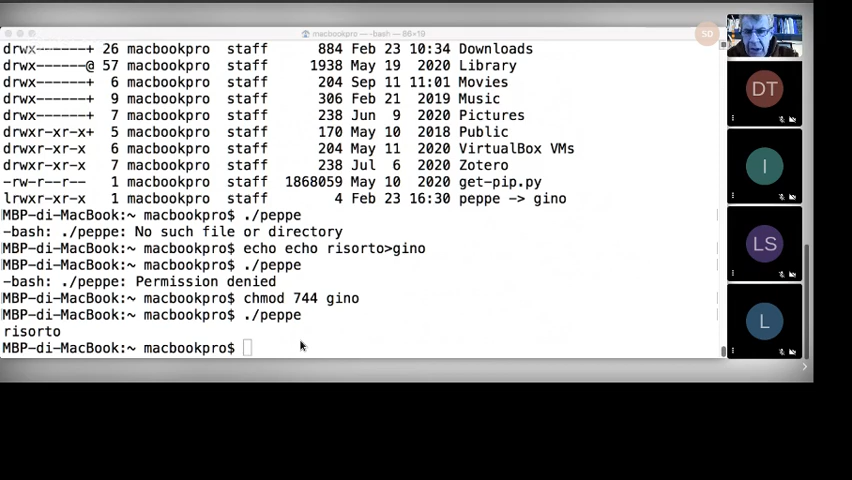 macbookpro — -bash — 86×19
drwx------+ 26 macbookpro  staff      884 Feb 23 10:34 Downloads
drwx------@ 57 macbookpro  staff     1938 May 19  2020 Library
drwx------+  6 macbookpro  staff      204 Sep 11 11:01 Movies
drwx------+  9 macbookpro  staff      306 Feb 21  2019 Music
drwx------+  7 macbookpro  staff      238 Jun  9  2020 Pictures
drwxr-xr-x+  5 macbookpro  staff      170 May 10  2018 Public
drwxr-xr-x   6 macbookpro  staff      204 May 11  2020 VirtualBox VMs
drwxr-xr-x   7 macbookpro  staff      238 Jul  6  2020 Zotero
-rw-r--r--   1 macbookpro  staff  1868059 May 10  2020 get-pip.py
lrwxr-xr-x   1 macbookpro  staff        4 Feb 23 16:30 peppe -> gino
MBP-di-MacBook:~ macbookpro$ ./peppe
-bash: ./peppe: No such file or directory
MBP-di-MacBook:~ macbookpro$ echo echo risorto>gino
MBP-di-MacBook:~ macbookpro$ ./peppe
-bash: ./peppe: Permission denied
MBP-di-MacBook:~ macbookpro$ chmod 744 gino
MBP-di-MacBook:~ macbookpro$ ./peppe
risorto
MBP-di-MacBook:~ macbookpro$
SD
DT
I
LS
L